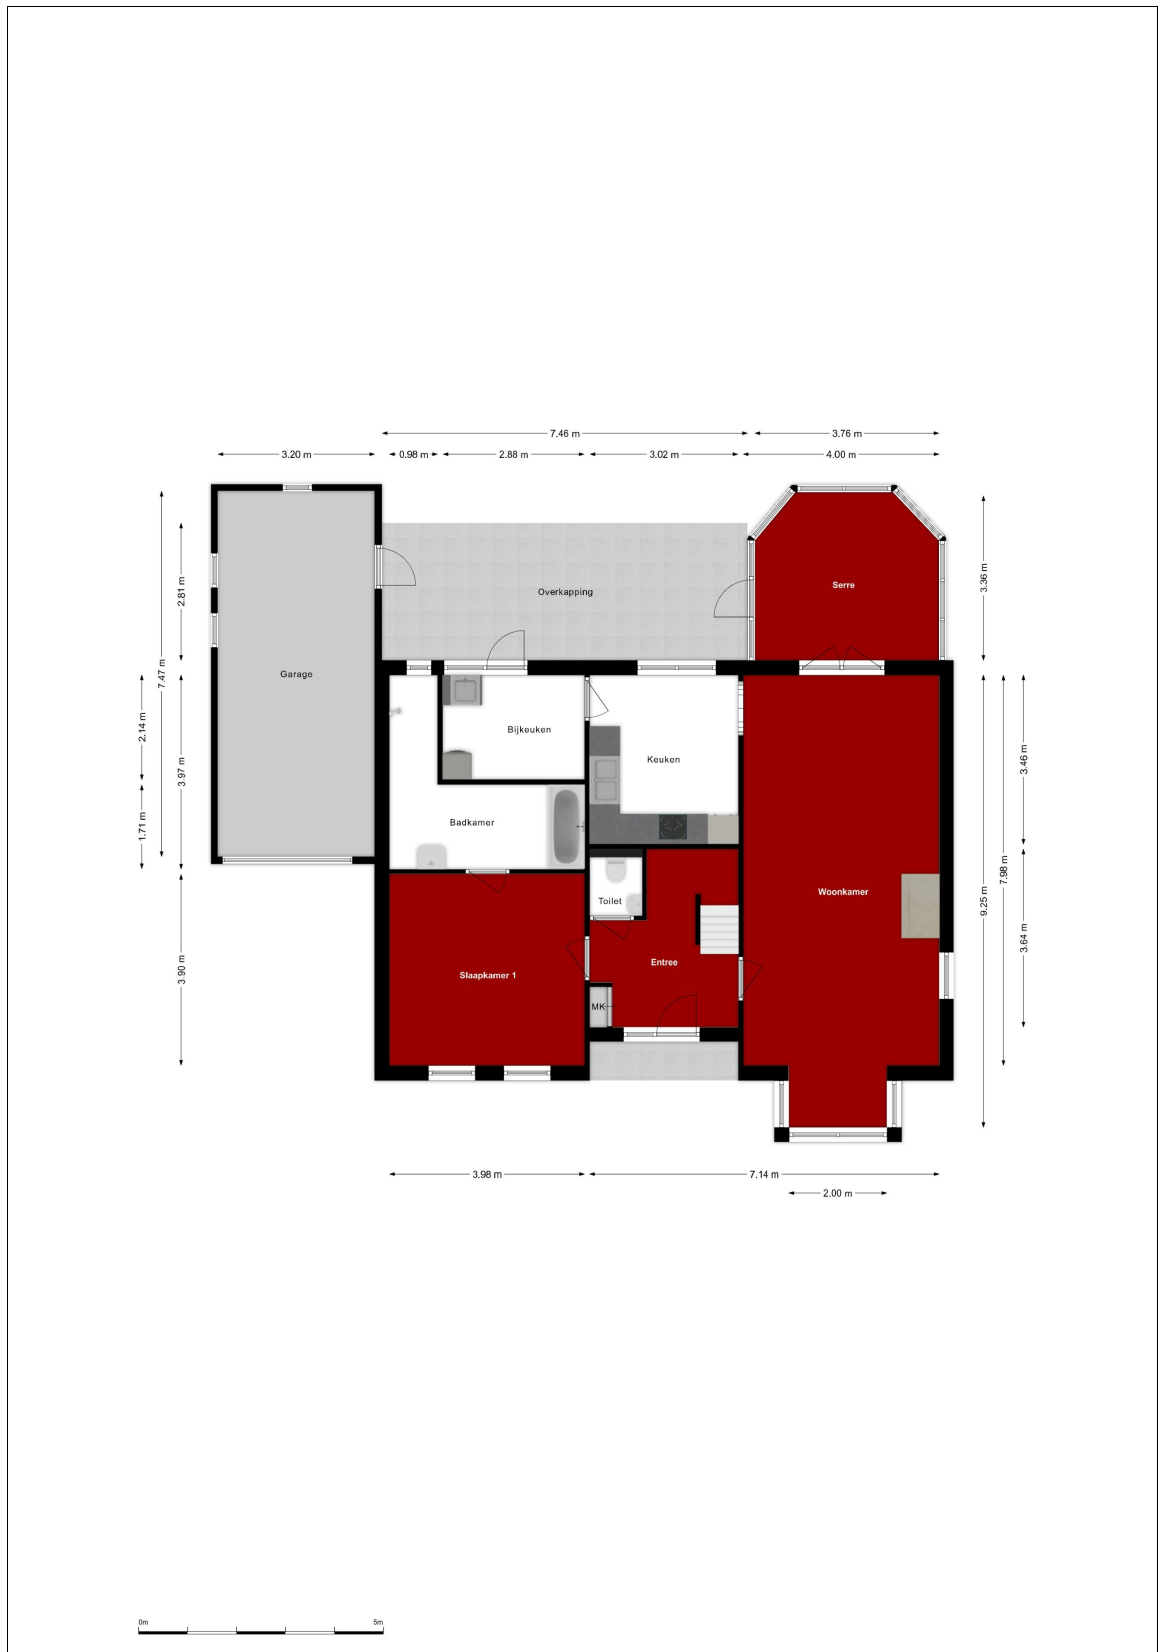 7.46 m
3.76 m
3.20 m
0.98 m
2.88 m
3.02 m
4.00 m
7.47 m
2.81 m
3.36 m
Serre
Overkapping
Garage
2.14 m
3.97 m
Bijkeuken
Keuken
3.46 m
1.71 m
Badkamer
7.98 m
9.25 m
Woonkamer
Toilet
3.64 m
3.90 m
Entree
Slaapkamer 1
MK
3.98 m
7.14 m
2.00 m
0m 5m